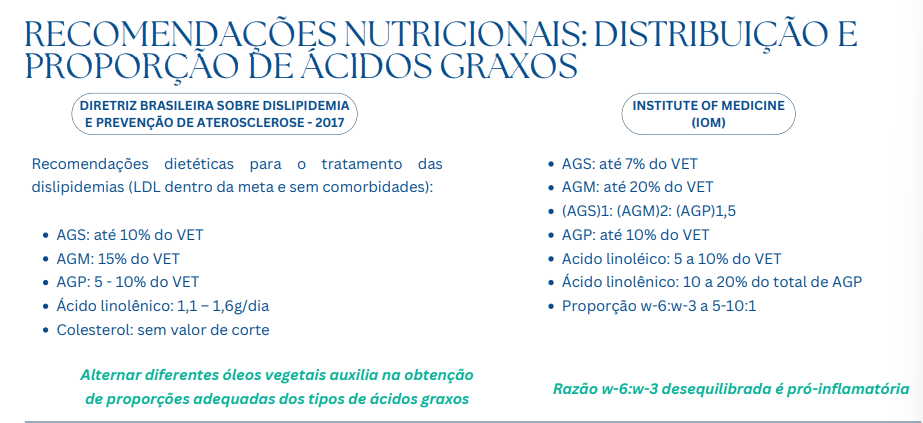 RECOMENDAÇÕES NUTRICIONAIS: DISTRIBUIÇÃO E
PROPORÇÃO DE ÁCIDOS GRAXOS
DIRETRIZ BRASILEIRA SOBRE DISLIPIDEMIA
E PREVENÇÃO DE ATEROSCLEROSE - 2017
Recomendações dietéticas para o tratamento das
dislipidemias (LDL dentro da meta e sem comorbidades):
• AGS: até 10% do VET
• AGM: 15% do VET
• AGP: 5 - 10% do VET
• Ácido linolênico: 1,1 – 1,6g/dia
• Colesterol: sem valor de corte
Alternar diferentes óleos vegetais auxilia na obtenção
de proporções adequadas dos tipos de ácidos graxos
INSTITUTE OF MEDICINE
(IOM)
• AGS: até 7% do VET
• AGM: até 20% do VET
• (AGS)1: (AGM)2: (AGP)1,5
• AGP: até 10% do VET
• Acido linoléico: 5 a 10% do VET
• Ácido linolênico: 10 a 20% do total de AGP
• Proporção w-6:w-3 a 5-10:1
Razão w-6:w-3 desequilibrada é pró-inflamatória